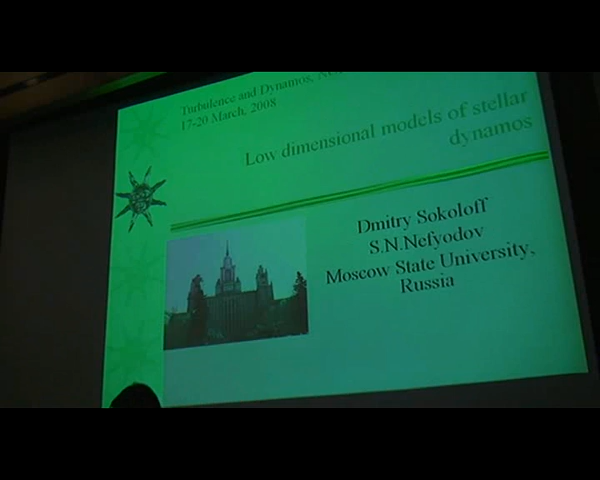 Turbulence and Dynamos,
17-20 March, 2008
Low dimensional models of stellar
dynamos
Dmitry Sokoloff
S.N.Nefyodov
Moscow State University,
Russia